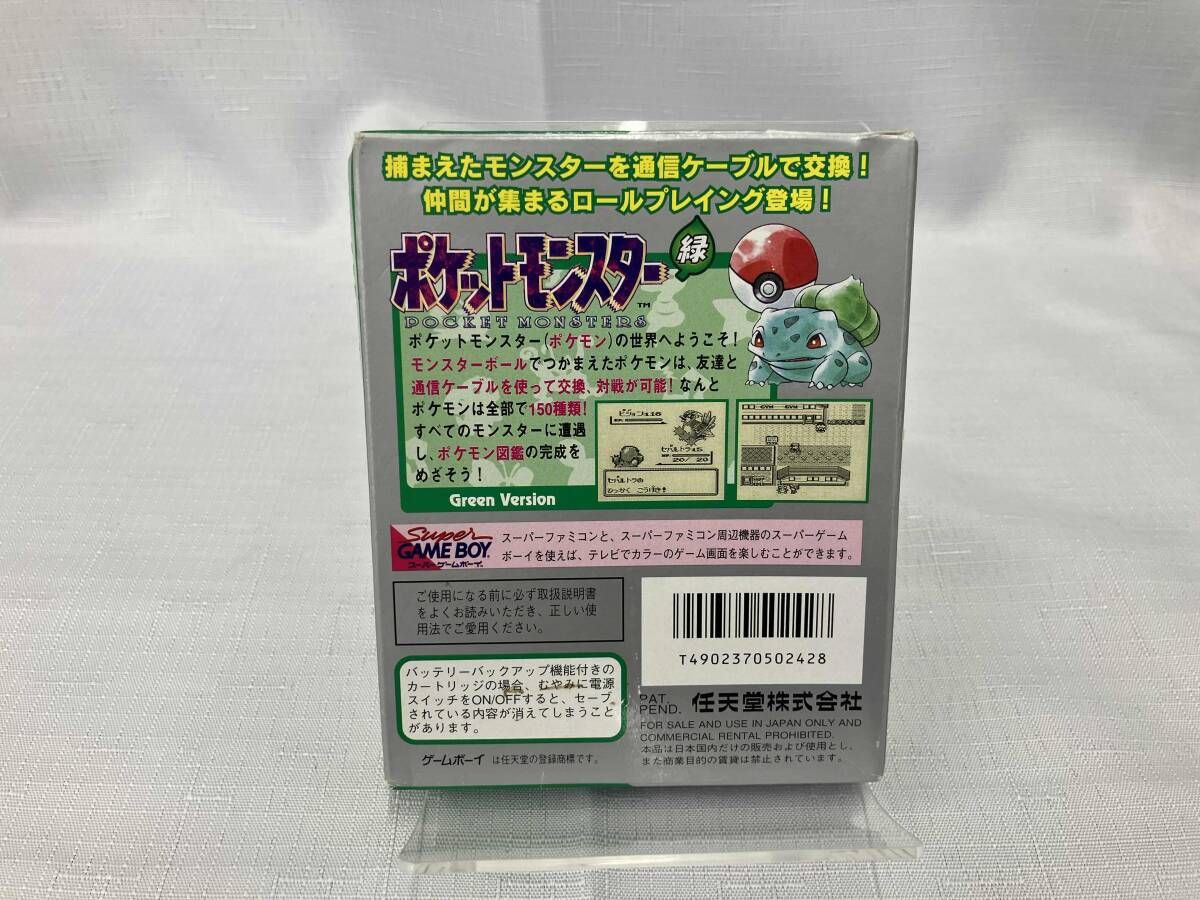 捕まえたモンスターを通信ケーブルで交換！
仲間が集まるロールプレイング登場！
ポケットモンスター 緑
TM
POCKET MONSTERS
ポケットモンスター(ポケモン)の世界へようこそ！
モンスターボールでつかまえたポケモンは、友達と
通信ケーブルを使って交換、対戦が可能！なんと
ポケモンは全部で150種類！
すべてのモンスターに遭遇
し、ポケモン図鑑の完成を
めざそう！
Green Version
ピジョン
20/ 20
ひっかく こうげき！
GYM GYM
Super
GAME BOY
スーパーゲームボーイ
スーパーファミコンと、スーパーファミコン周辺機器のスーパーゲーム
ボーイを使えば、テレビでカラーのゲーム画面を楽しむことができます。
ご使用になる前に必ず取扱説明書
をよくお読みいただき、正しい使
用法でご愛用ください。
T4902370502428
バッテリーバックアップ機能付きの
カートリッジの場合、むやみに電源
スイッチをON/OFFすると、セーブ
されている内容が消えてしまうこと
があります。
PAT.
PEND.
任天堂株式会社
FOR SALE AND USE IN JAPAN ONLY AND
COMMERCIAL RENTAL PROHIBITED.
本品は日本国内だけの販売および使用とし、
また商業目的の賃貸は禁止されています。
ゲームボーイ は任天堂の登録商標です。